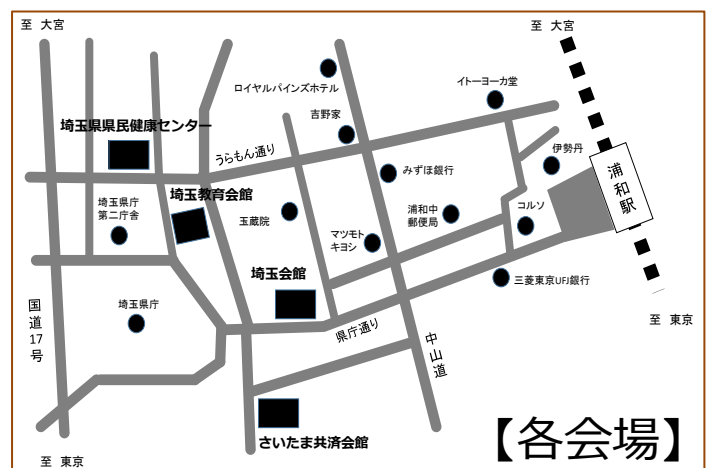 至 大宮
至 大宮
ロイヤルパインズホテル
イトーヨーカ堂
吉野家
埼玉県県民健康センター
うらもん通り
伊勢丹
浦和駅
みずほ銀行
埼玉教育会館
埼玉県庁
第二庁舎
玉蔵院
浦和中
郵便局
コルソ
マツモト
キヨシ
埼玉会館
三菱東京UFJ銀行
国道17号
埼玉県庁
県庁通り
中山道
至 東京
さいたま共済会館
【各会場】
至 東京